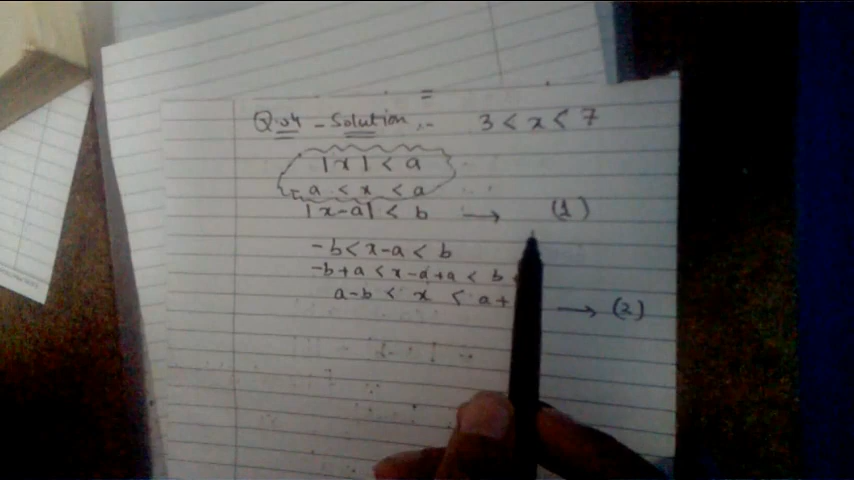 Q:04 - Solution :- 3 < x < 7
|x| < a
-a < x < a
|x-a| < b → (1)
-b < x-a < b
-b+a < x-a+a < b
a-b < x < a+ → (2)